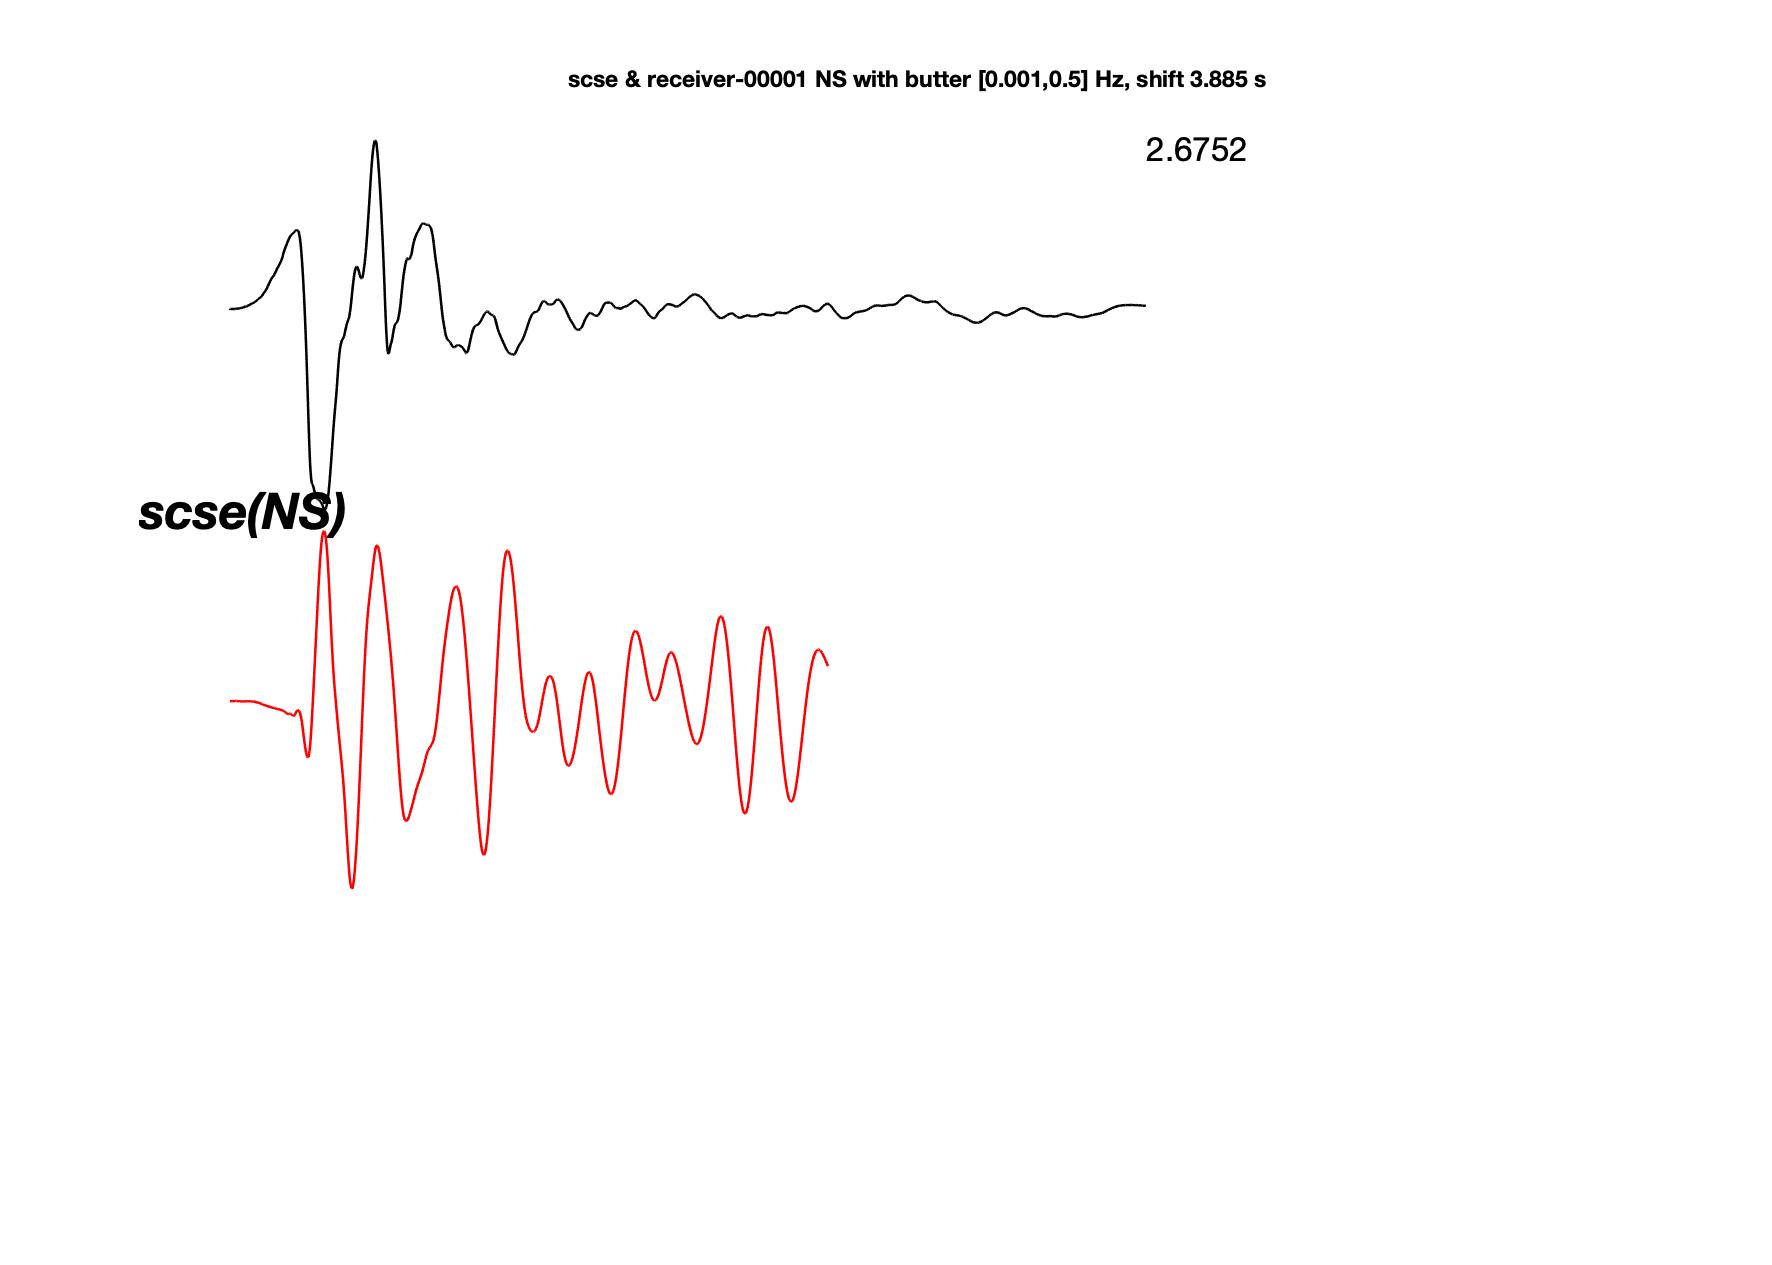 scse & receiver-00001 NS with butter [0.001,0.5] Hz, shift 3.885 s
2.6752
scse(NS)